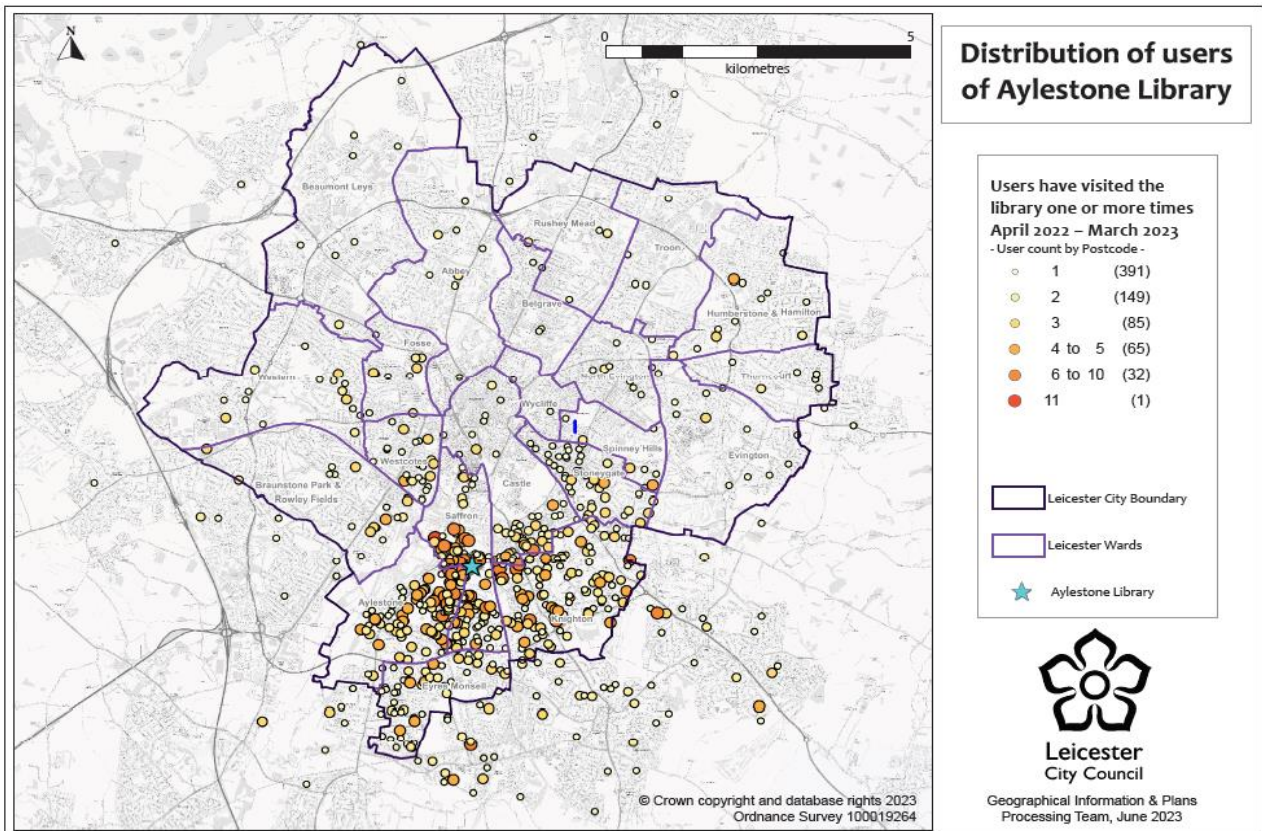 N
0 5
kilometres
Beaumont Leys
Rushey Mead
Troon
Abbey
Belgrave
Humberstone & Hamilton
Fosse
Western
North Evington
Thurncourt
Wycliffe
Spinney Hills
Westcotes
Stoneygate
Evington
Braunstone Park &
Rowley Fields
Castle
Saffron
Aylestone
Knighton
Eyres Monsell
© Crown copyright and database rights 2023
Ordnance Survey 100019264
Distribution of users
of Aylestone Library
Users have visited the
library one or more times
April 2022 – March 2023
- User count by Postcode -
1 (391)
2 (149)
3 (85)
4 to 5 (65)
6 to 10 (32)
11 (1)
Leicester City Boundary
Leicester Wards
Aylestone Library
Leicester
City Council
Geographical Information & Plans
Processing Team, June 2023